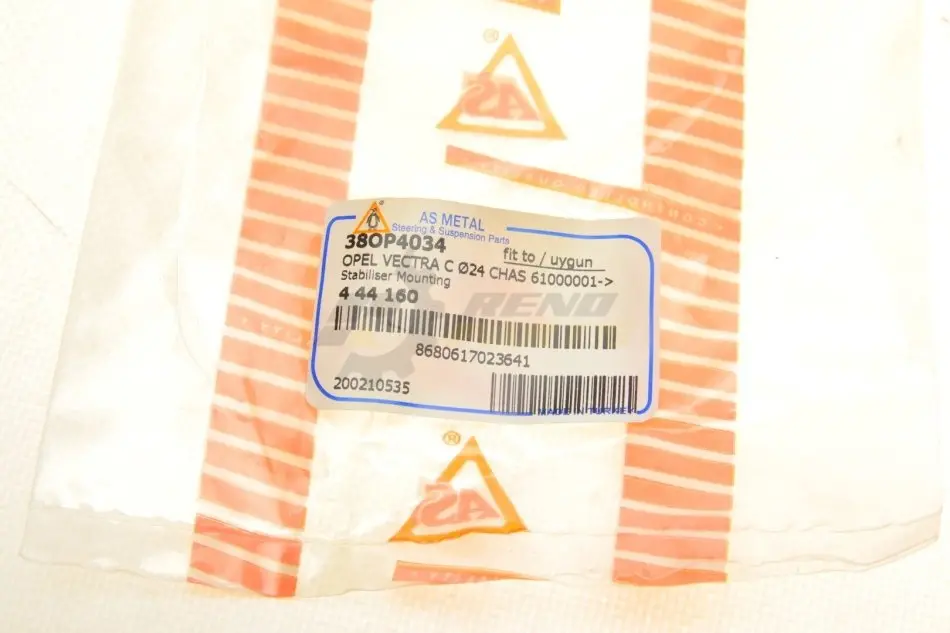 ®
AS
AS METAL
®
Steering & Suspension Parts
38OP4034
fit to / uygun
OPEL VECTRA C Ø24 CHAS 61000001->
Stabiliser Mounting
4 44 160
RENO
8680617023641
200210535
MADE IN TURKEY
®
AS